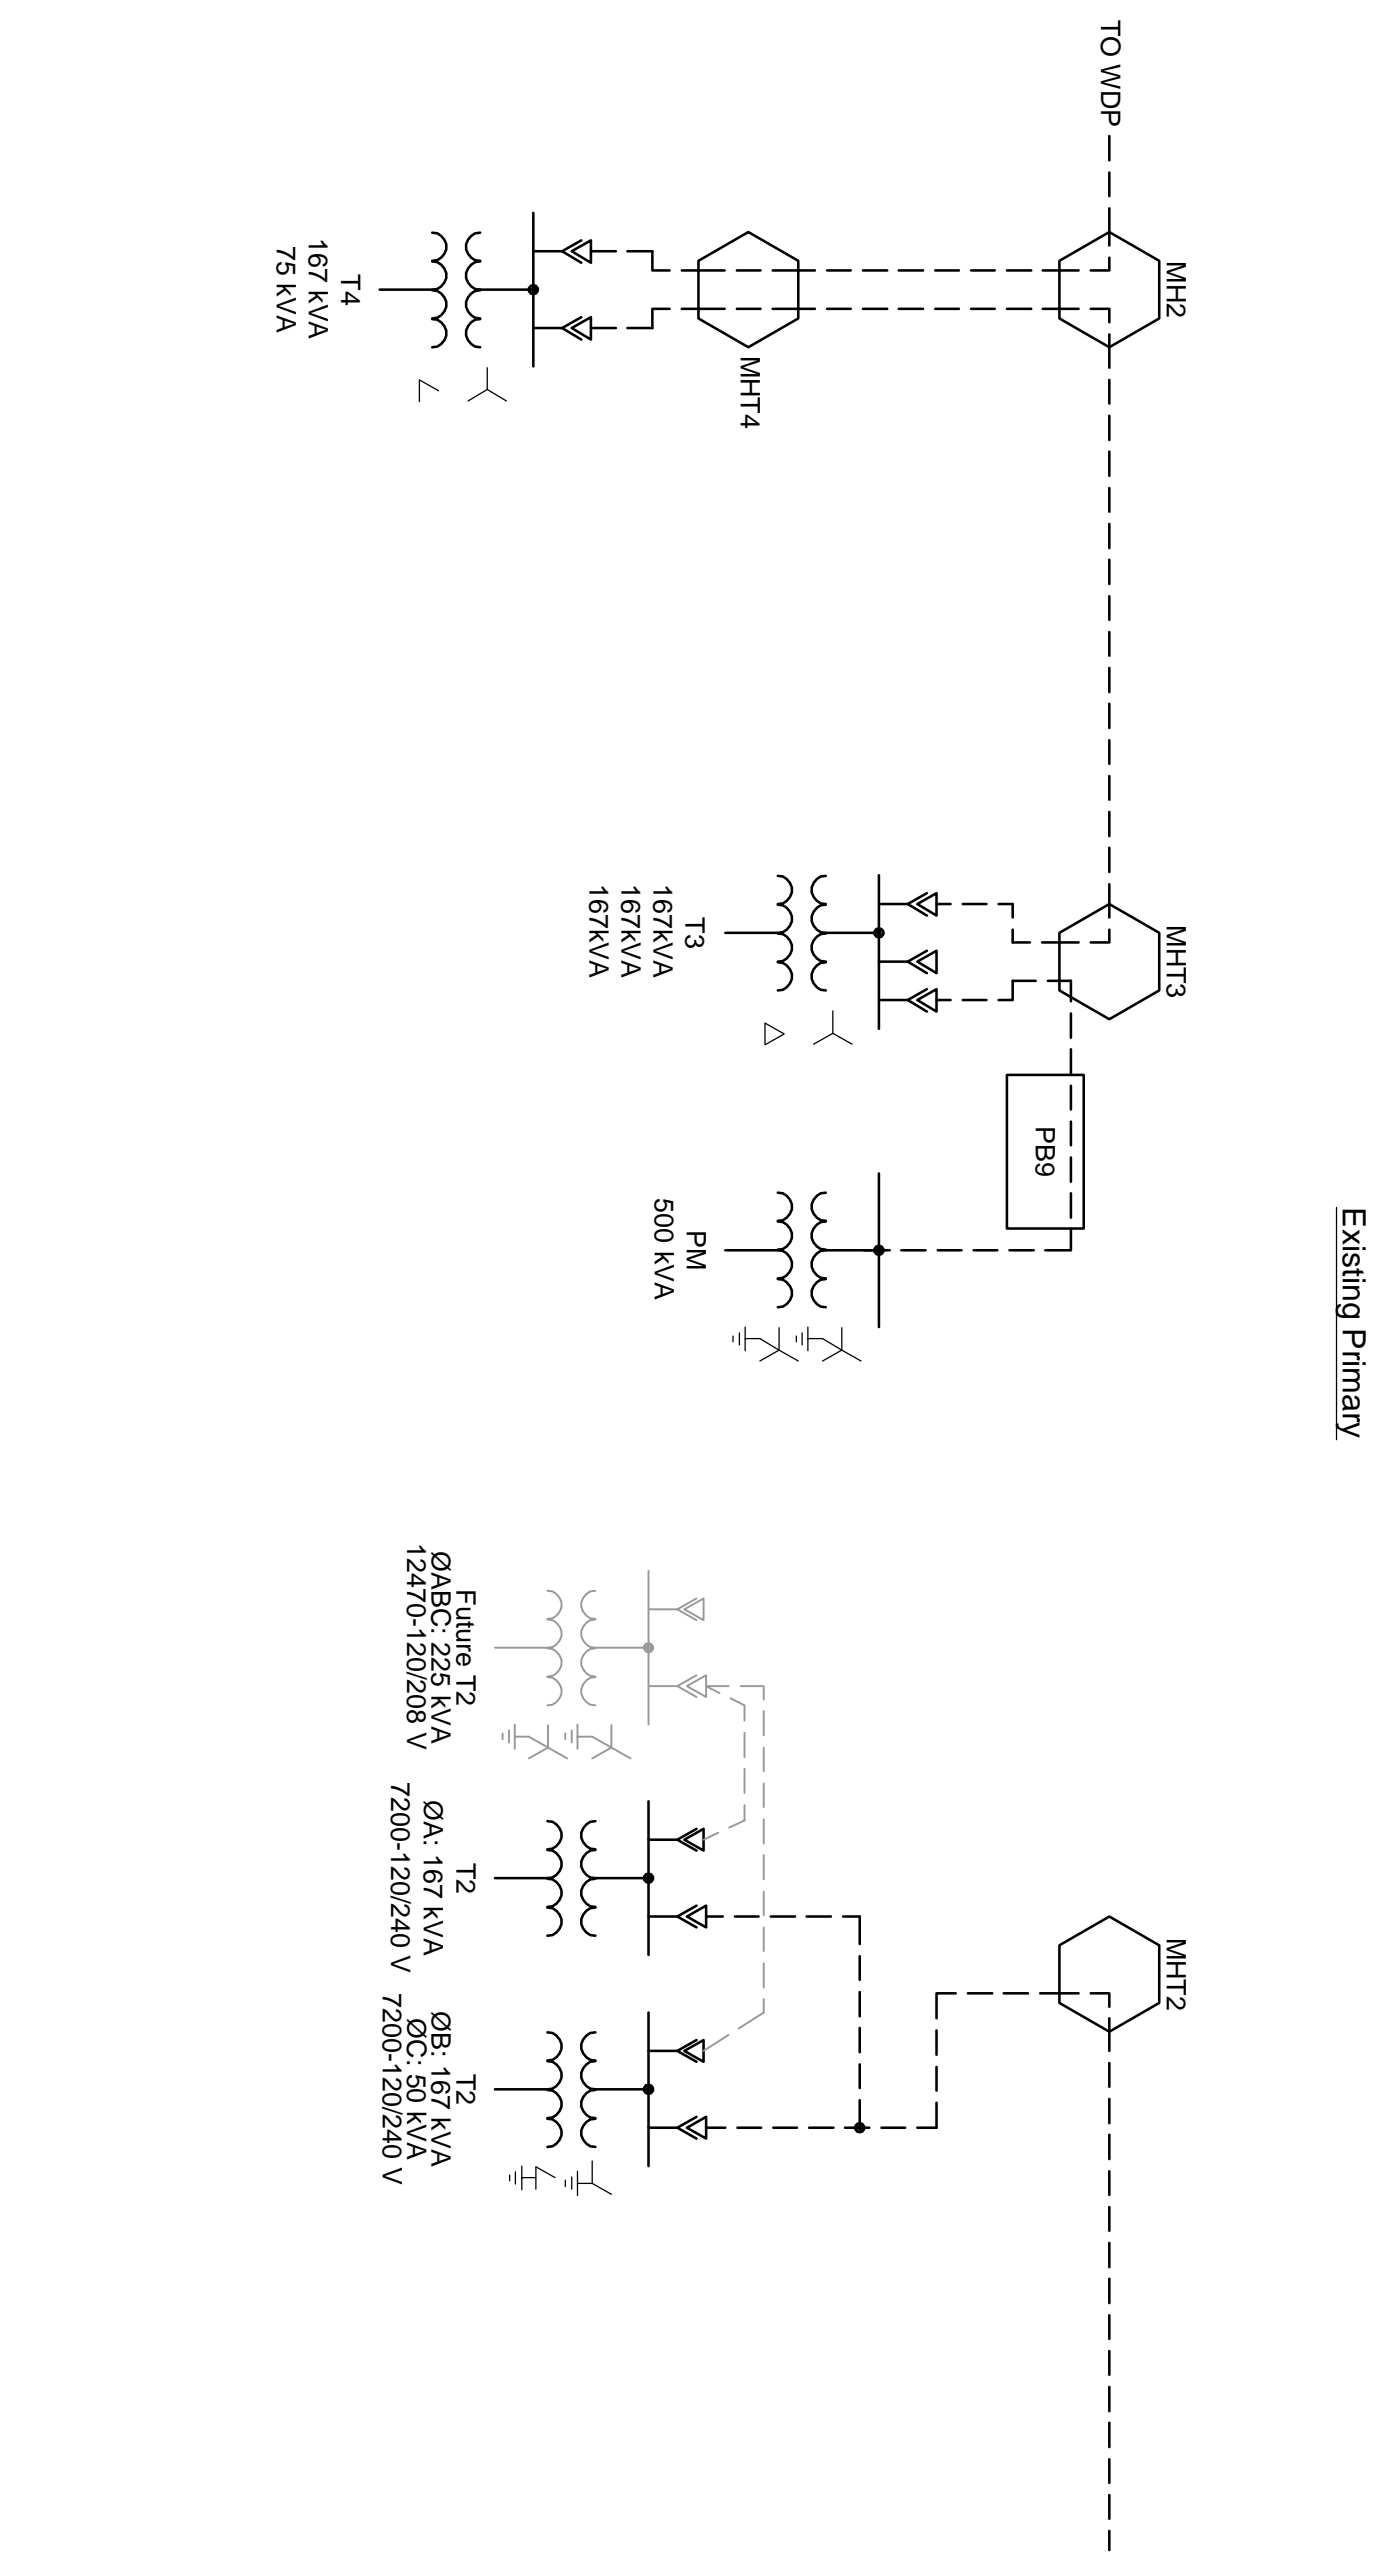 Existing Primary
TO WDP
MH2
MHT3
MHT2
MHT4
PB9
T4
167 kVA
75 kVA
T3
167kVA
167kVA
167kVA
PM
500 kVA
Future T2
ØABC: 225 kVA
12470-120/208 V
T2
ØA: 167 kVA
7200-120/240 V
T2
ØB: 167 kVA
ØC: 50 kVA
7200-120/240 V